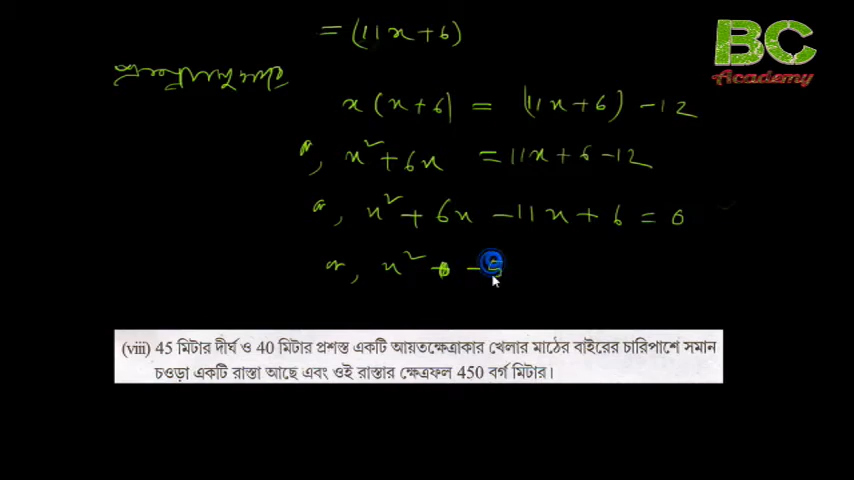 = (11x+6)
BC
Academy
প্রশ্নানুসারে
x(x+6) = (11x+6) -12
বা, x² + 6x = 11x + 6 -12
বা, x² + 6x - 11x + 6 = 0
বা, x² - 5
(viii) 45 মিটার দীর্ঘ ও 40 মিটার প্রশস্ত একটি আয়তক্ষেত্রাকার খেলার মাঠের বাইরের চারিপাশে সমান
চওড়া একটি রাস্তা আছে এবং ওই রাস্তার ক্ষেত্রফল 450 বর্গ মিটার।